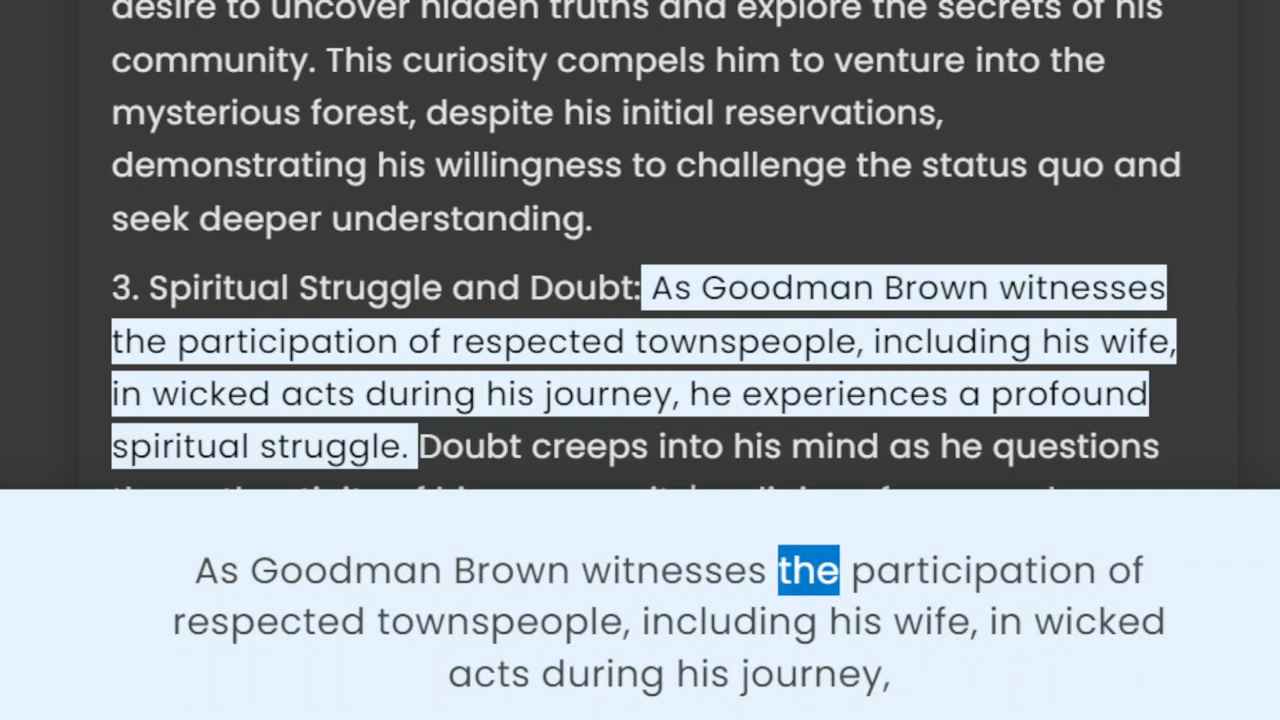 desire to uncover hidden truths and explore the secrets of his
community. This curiosity compels him to venture into the
mysterious forest, despite his initial reservations,
demonstrating his willingness to challenge the status quo and
seek deeper understanding.
3. Spiritual Struggle and Doubt: As Goodman Brown witnesses
the participation of respected townspeople, including his wife,
in wicked acts during his journey, he experiences a profound
spiritual struggle. Doubt creeps into his mind as he questions
As Goodman Brown witnesses the participation of
respected townspeople, including his wife, in wicked
acts during his journey,